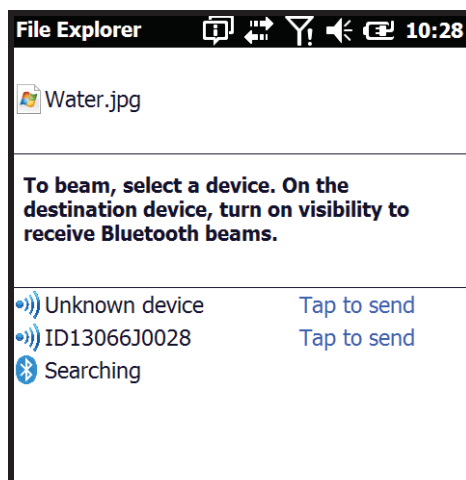 File Explorer 10:28
Water.jpg
To beam, select a device. On the
destination device, turn on visibility to
receive Bluetooth beams.
Unknown device Tap to send
ID13066J0028 Tap to send
Searching